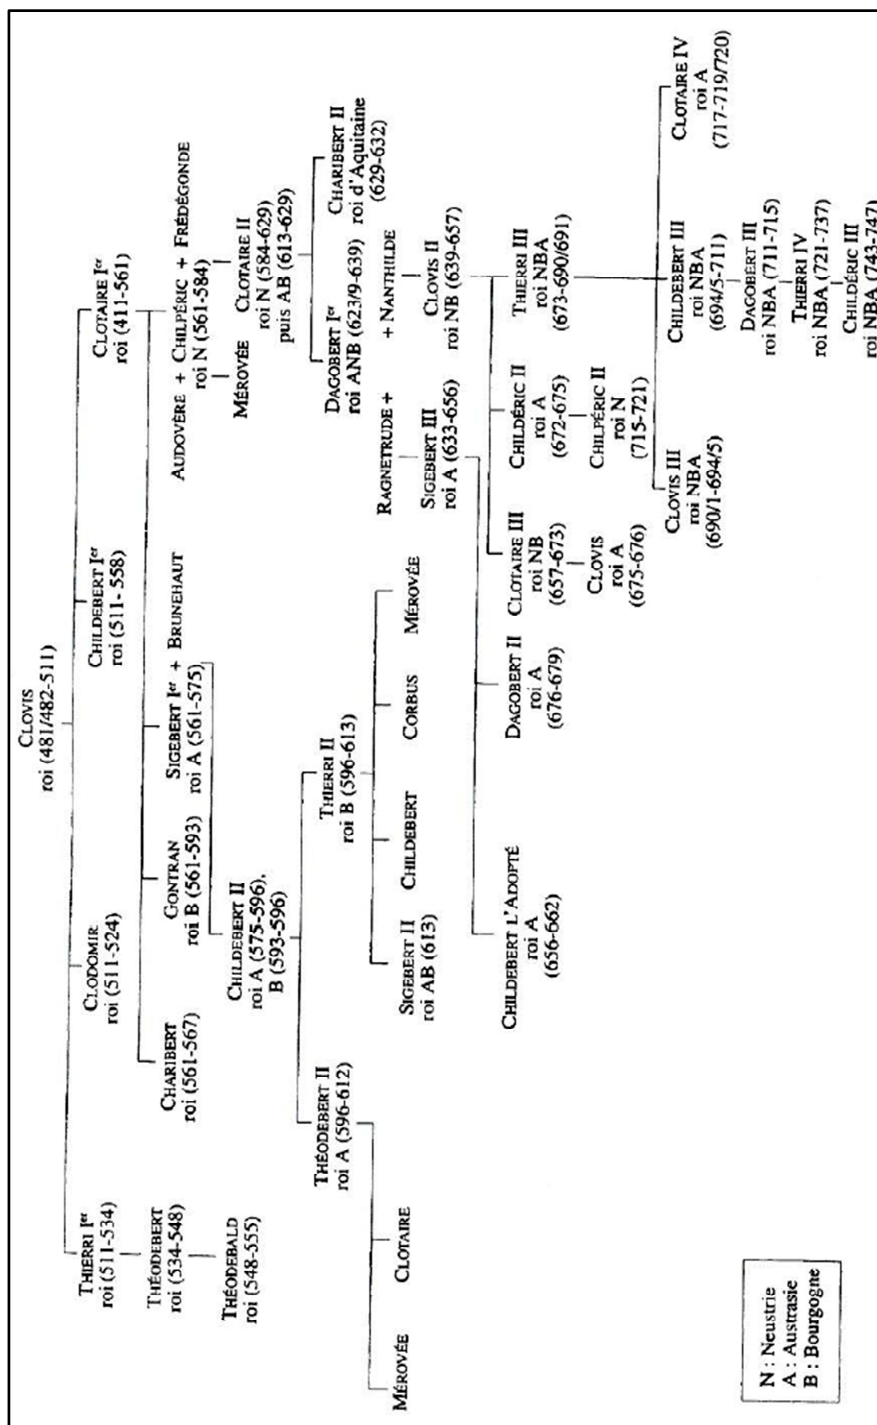 CLOVIS
roi (481/482-511)
THIERRI Iᵉʳ
roi (511-534)
CLODOMIR
roi (511-524)
CHILDEBERT Iᵉʳ
roi (511- 558)
CLOTAIRE Iᵉʳ
roi (411-561)
THÉODEBERT
roi (534-548)
CHARIBERT
roi (561-567)
GONTRAN
roi B (561-593)
SIGEBERT Iᵉʳ + BRUNEHAUT
roi A (561-575)
AUDOVÈRE + CHILPÉRIC + FRÉDÉGONDE
roi N (561-584)
THÉODEBALD
roi (548-555)
CHILDEBERT II
roi A (575-596),
B (593-596)
MÉROVÉE
CLOTAIRE II
roi N (584-629)
puis AB (613-629)
THÉODEBERT II
roi A (596-612)
THIERRI II
roi B (596-613)
DAGOBERT Iᵉʳ
roi ANB (623/9-639)
CHARIBERT II
roi d'Aquitaine
(629-632)
RAGNETRUDE +
+ NANTHILDE
MÉROVÉE
CLOTAIRE
SIGEBERT II
roi AB (613)
CHILDEBERT
CORBUS
MÉROVÉE
SIGEBERT III
roi A (633-656)
CLOVIS II
roi NB (639-657)
CHILDEBERT L'ADOPTÉ
roi A
(656-662)
DAGOBERT II
roi A
(676-679)
CLOTAIRE III
roi NB
(657-673)
CHILDÉRIC II
roi A
(672-675)
THIERRI III
roi NBA
(673-690/691)
CLOVIS
roi A
(675-676)
CHILPÉRIC II
roi N
(715-721)
CLOVIS III
roi NBA
(690/1-694/5)
CHILDEBERT III
roi NBA
(694/5-711)
CLOTAIRE IV
roi A
(717-719/720)
DAGOBERT III
roi NBA (711-715)
THIERRI IV
roi NBA (721-737)
CHILDÉRIC III
roi NBA (743-747)
N : Neustrie
A : Austrasie
B : Bourgogne